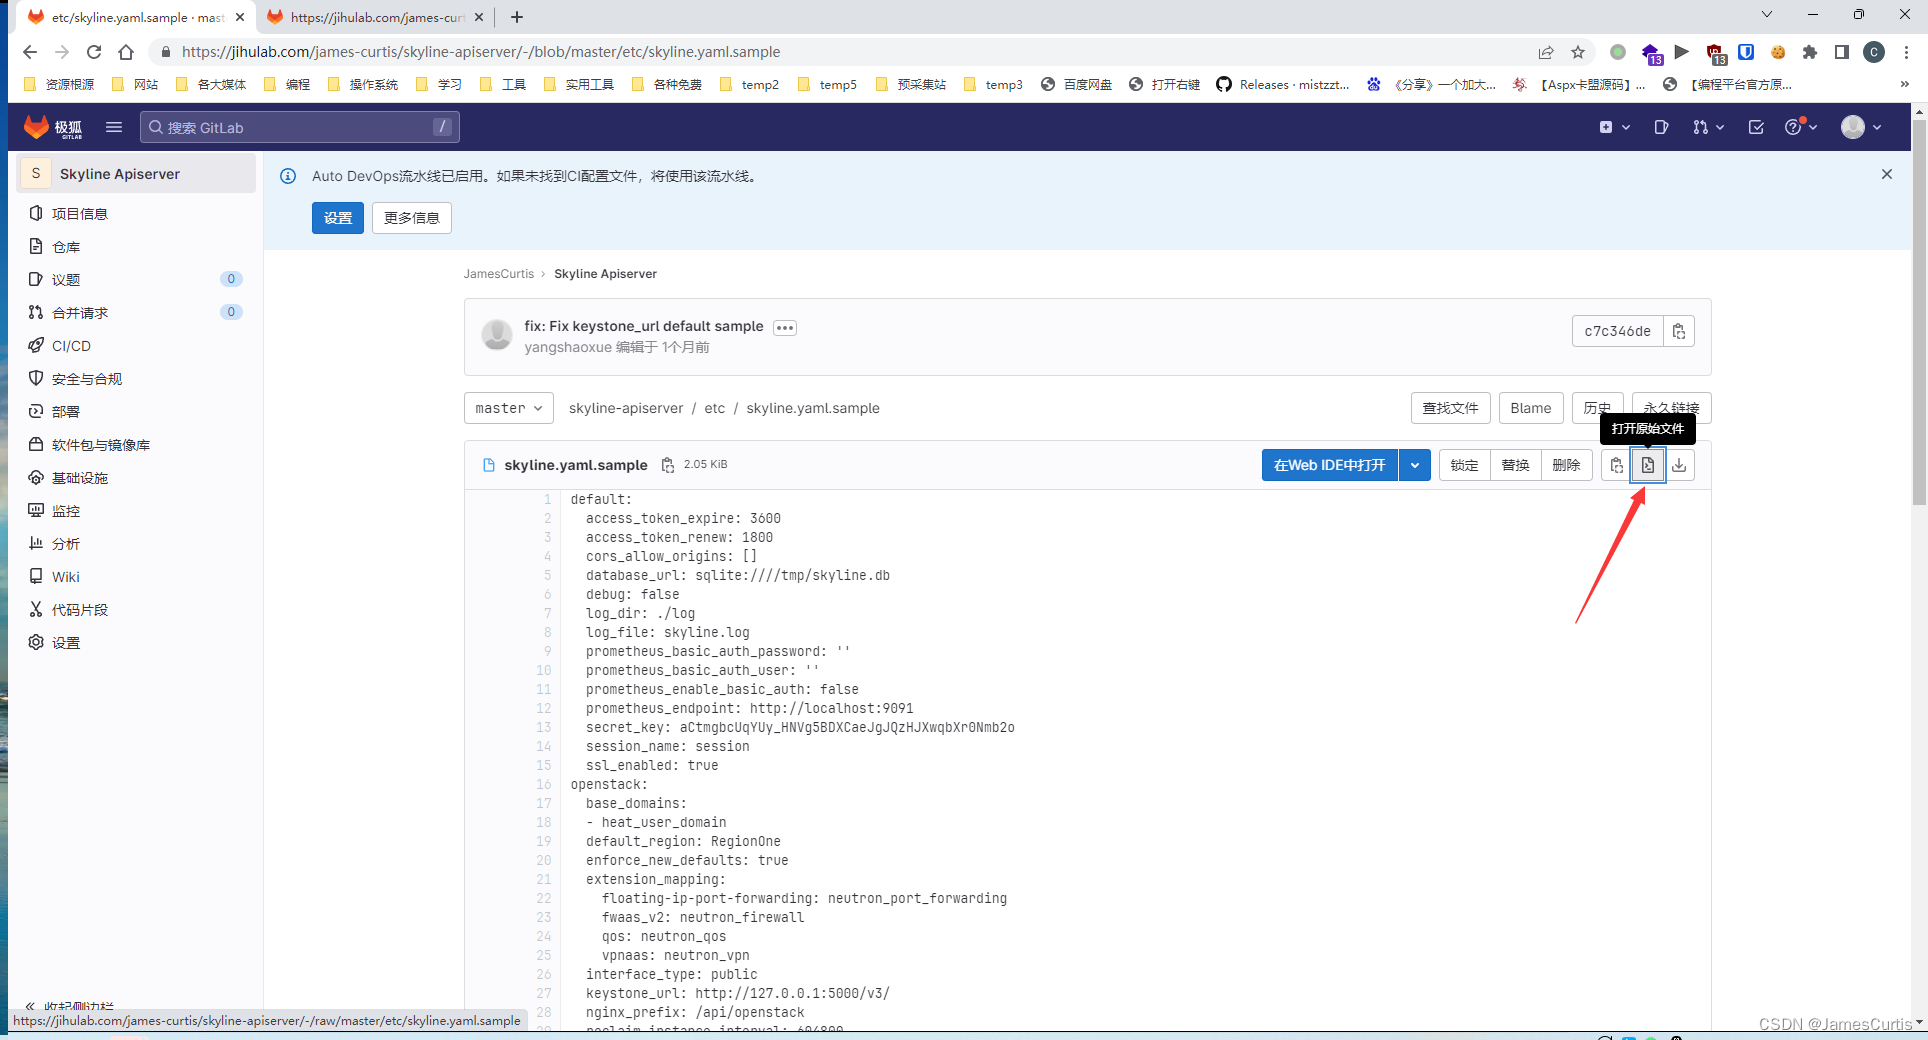 etc/skyline.yaml.sample · mast
https://jihulab.com/james-curt
https://jihulab.com/james-curtis/skyline-apiserver/-/blob/master/etc/skyline.yaml.sample
13
13
C
资源根源 网站 各大媒体 编程 操作系统 学习 工具 实用工具 各种免费 temp2 temp5 预采集站 temp3 百度网盘 打开右键 Releases · mistzzt... 《分享》一个加大... 【Aspx卡盟源码】... 【编程平台官方原... »
极狐 GITLAB
搜索 GitLab /
S Skyline Apiserver
项目信息
仓库
议题 0
合并请求 0
CI/CD
安全与合规
部署
软件包与镜像库
基础设施
监控
分析
Wiki
代码片段
设置
« 收起侧边栏
Auto DevOps流水线已启用。如果未找到CI配置文件，将使用该流水线。
设置 更多信息
JamesCurtis › Skyline Apiserver
fix: Fix keystone_url default sample
yangshaoxue 编辑于 1个月前
c7c346de
master skyline-apiserver / etc / skyline.yaml.sample
查找文件 Blame 历史 永久链接
打开原始文件
skyline.yaml.sample 2.05 KiB
在Web IDE中打开 锁定 替换 删除
1 default:
2 access_token_expire: 3600
3 access_token_renew: 1800
4 cors_allow_origins: []
5 database_url: sqlite:////tmp/skyline.db
6 debug: false
7 log_dir: ./log
8 log_file: skyline.log
9 prometheus_basic_auth_password: ''
10 prometheus_basic_auth_user: ''
11 prometheus_enable_basic_auth: false
12 prometheus_endpoint: http://localhost:9091
13 secret_key: aCtmgbcUqYUy_HNVg5BDXCaeJgJQzHJXwqbXr0Nmb2o
14 session_name: session
15 ssl_enabled: true
16 openstack:
17 base_domains:
18 - heat_user_domain
19 default_region: RegionOne
20 enforce_new_defaults: true
21 extension_mapping:
22 floating-ip-port-forwarding: neutron_port_forwarding
23 fwaas_v2: neutron_firewall
24 qos: neutron_qos
25 vpnaas: neutron_vpn
26 interface_type: public
27 keystone_url: http://127.0.0.1:5000/v3/
28 nginx_prefix: /api/openstack
29 reclaim_instance_interval: 604800
https://jihulab.com/james-curtis/skyline-apiserver/-/raw/master/etc/skyline.yaml.sample
CSDN @JamesCurtis